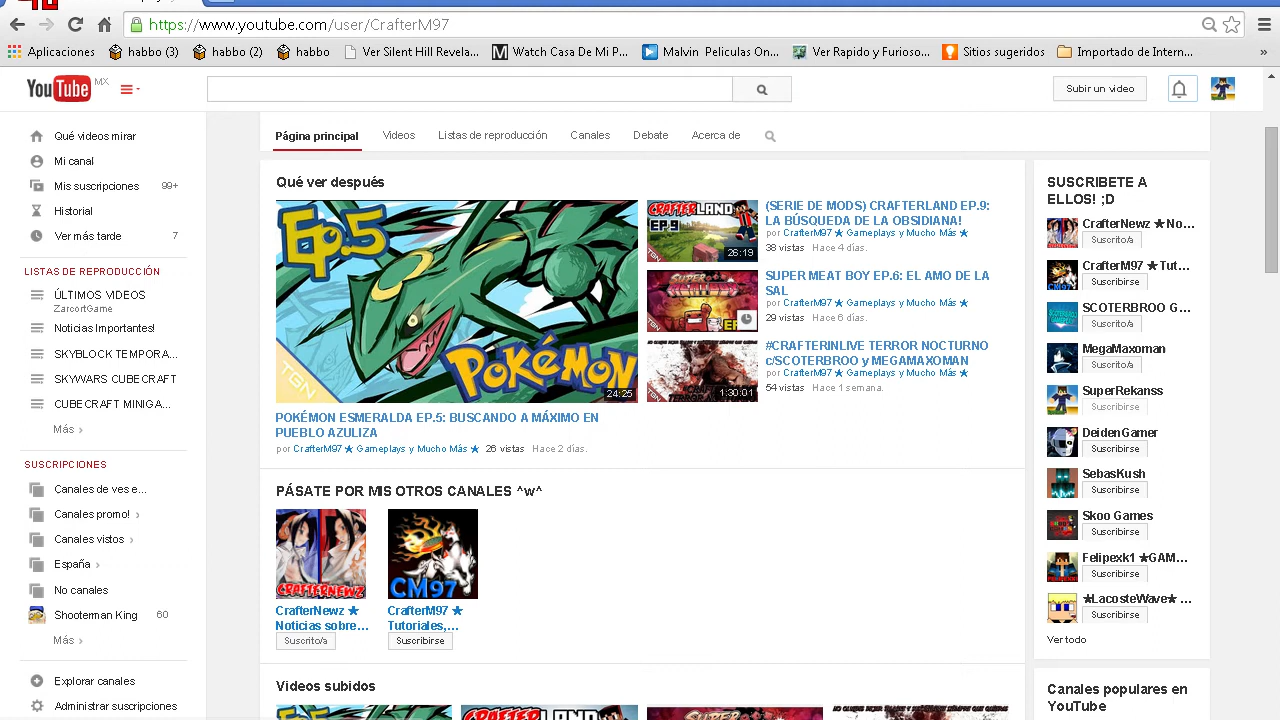 https://www.youtube.com/user/CrafterM97
Aplicaciones habbo (3) habbo (2) habbo Ver Silent Hill Revela... Watch Casa De Mi P... Malvin Peliculas On... Ver Rapido y Furioso... Sitios sugeridos Importado de Intern... »
YouTube MX
Subir un video
Qué videos mirar
Mi canal
Mis suscripciones 99+
Historial
Ver más tarde 7
LISTAS DE REPRODUCCIÓN
ÚLTIMOS VIDEOS
ZarcortGame
Noticias Importantes!
SKYBLOCK TEMPORA...
SKYWARS CUBECRAFT
CUBECRAFT MINIGA...
Más ›
SUSCRIPCIONES
Canales de ves e...
Canales promo! ›
Canales vistos ›
España ›
No canales
Shooterman King 60
Más ›
Explorar canales
Administrar suscripciones
Página principal Videos Listas de reproducción Canales Debate Acerca de
Qué ver después
Ep.5
POKÉMON
TGN
24:25
POKÉMON ESMERALDA EP.5: BUSCANDO A MÁXIMO EN
PUEBLO AZULIZA
por CrafterM97 ★ Gameplays y Mucho Más ★ 26 vistas Hace 2 días.
CRAFTERLAND
EP.9
TGN
26:19
(SERIE DE MODS) CRAFTERLAND EP.9:
LA BÚSQUEDA DE LA OBSIDIANA!
por CrafterM97 ★ Gameplays y Mucho Más ★
38 vistas Hace 4 días.
SUPER
TGN
SUPER MEAT BOY EP.6: EL AMO DE LA
SAL
por CrafterM97 ★ Gameplays y Mucho Más ★
29 vistas Hace 6 días.
TGN
1:30:01
#CRAFTERINLIVE TERROR NOCTURNO
c/SCOTERBROO y MEGAMAXOMAN
por CrafterM97 ★ Gameplays y Mucho Más ★
54 vistas Hace 1 semana.
PÁSATE POR MIS OTROS CANALES ^w^
CRAFTERNEWZ
CrafterNewz ★
Noticias sobre...
Suscrito/a
CM97
CrafterM97 ★
Tutoriales,...
Suscribirse
Videos subidos
CRAFTERLAND
SUSCRIBETE A
ELLOS! ;D
CrafterNewz ★No...
Suscrito/a
CrafterM97 ★Tut...
Suscribirse
SCOTERBROO G...
Suscrito/a
MegaMaxoman
Suscrito/a
SuperRekanss
Suscribirse
DeidenGamer
Suscribirse
SebasKush
Suscribirse
Skoo Games
Suscribirse
Felipexk1 ★GAM...
Suscribirse
★LacosteWave★ ...
Suscribirse
Ver todo
Canales populares en
YouTube